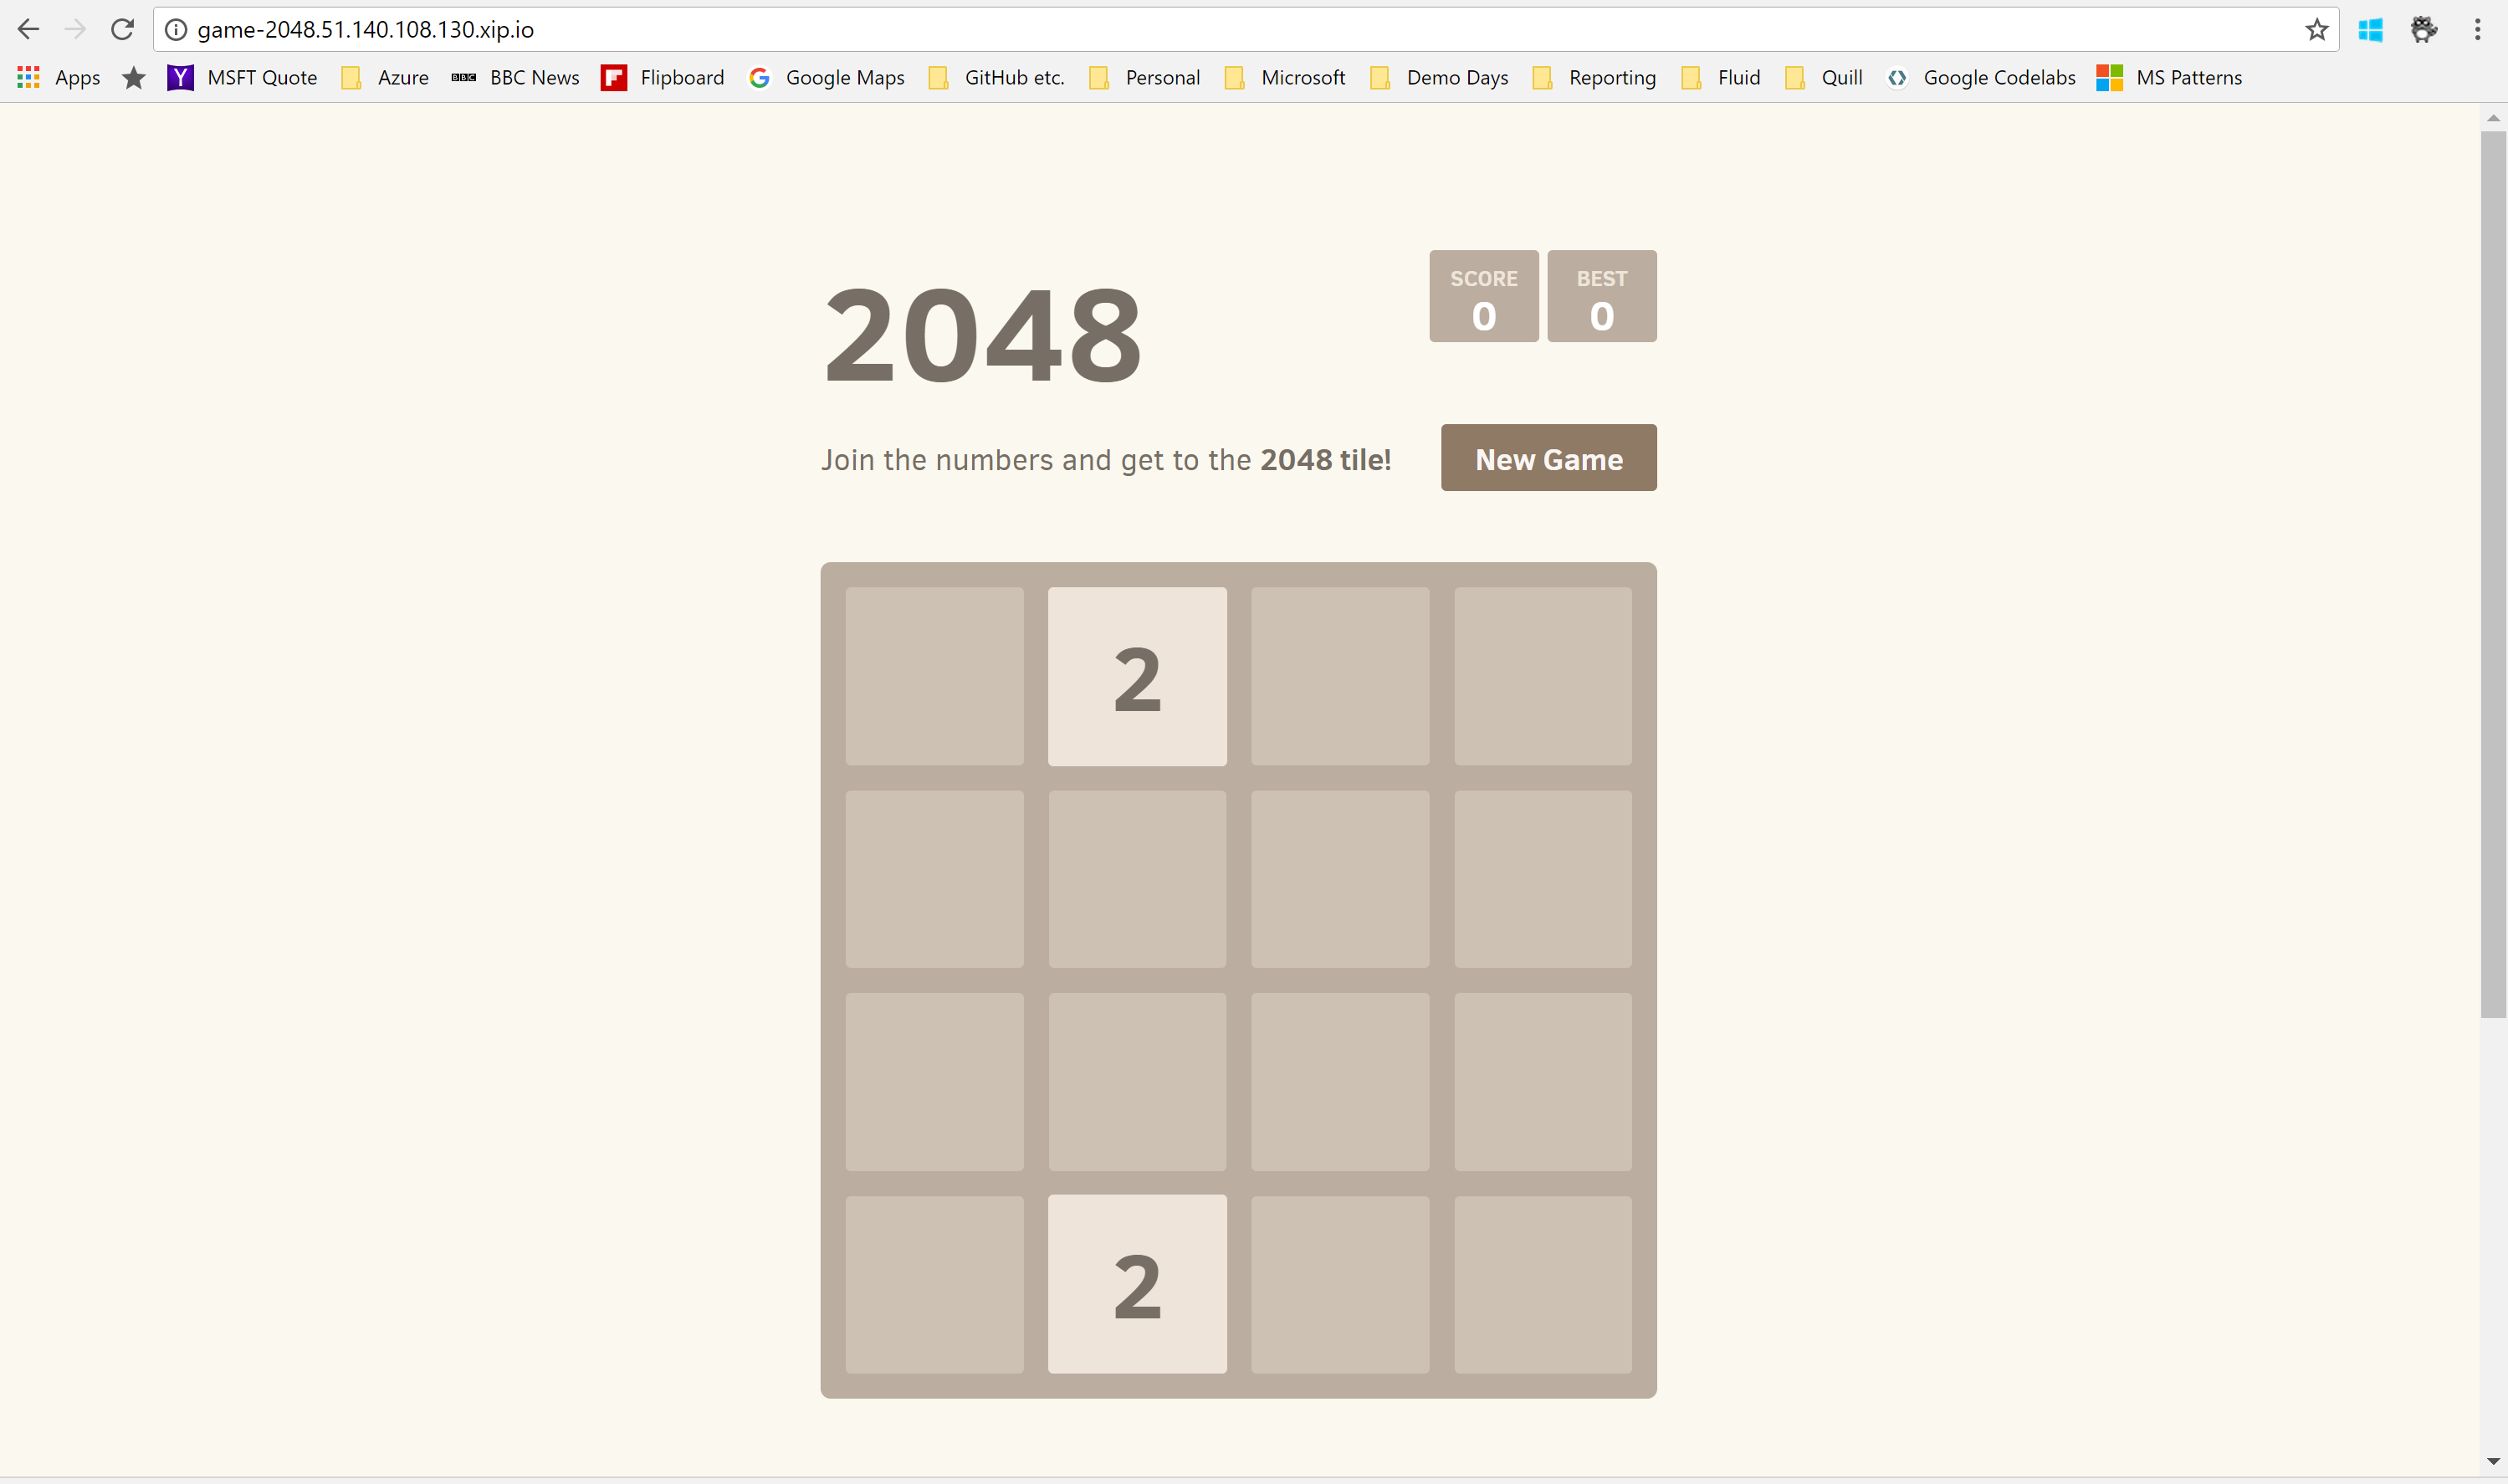 game-2048.51.140.108.130.xip.io
Apps MSFT Quote Azure BBC BBC News Flipboard Google Maps GitHub etc. Personal Microsoft Demo Days Reporting Fluid Quill Google Codelabs MS Patterns
2048
SCORE BEST
0 0
Join the numbers and get to the 2048 tile! New Game
2
2